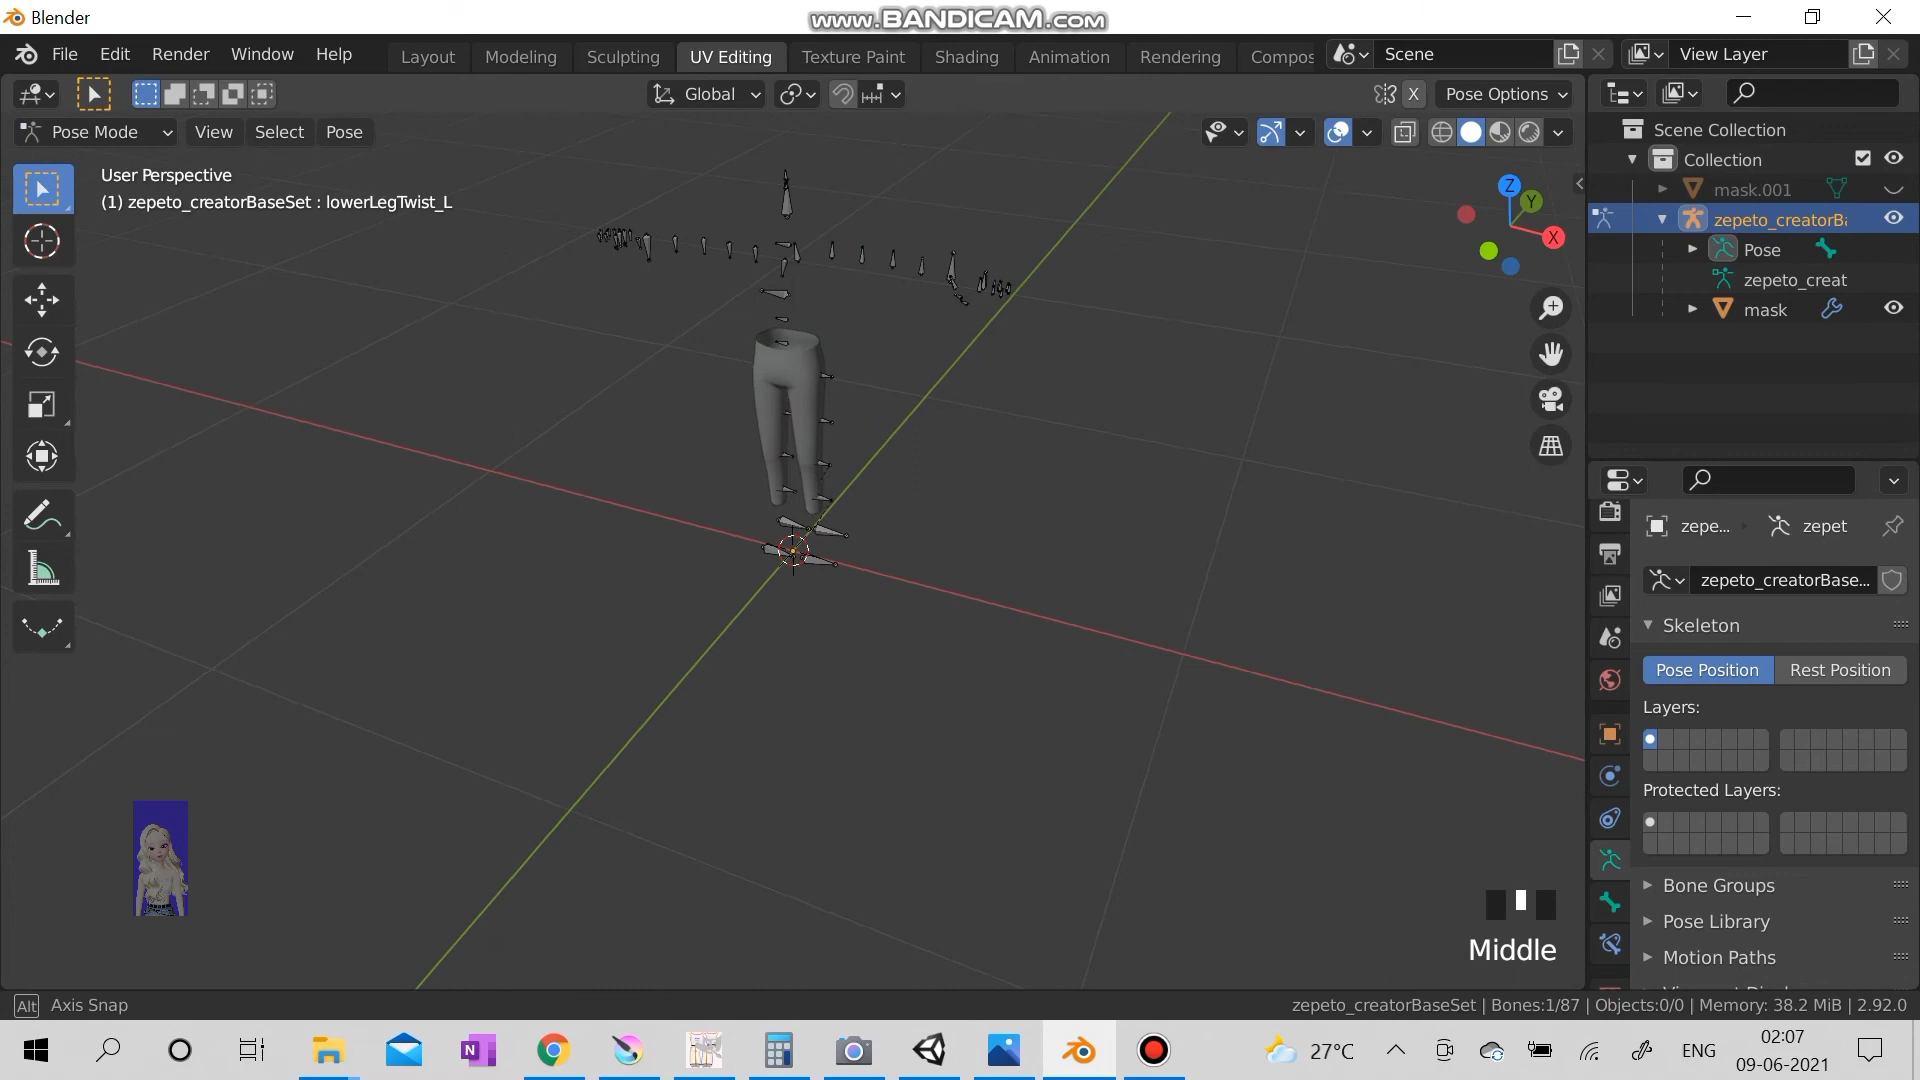 Blender
www.BANDICAM.com
File Edit Render Window Help
Layout Modeling Sculpting UV Editing Texture Paint Shading Animation Rendering Compos
Scene
View Layer
Global
X
Pose Options
Pose Mode View Select Pose
User Perspective
(1) zepeto_creatorBaseSet : lowerLegTwist_L
Z
Y
X
Scene Collection
Collection
mask.001
zepeto_creatorB
Pose
zepeto_creat
mask
zepe...
zepet
zepeto_creatorBase...
Skeleton
Pose Position Rest Position
Layers:
Protected Layers:
Bone Groups
Pose Library
Motion Paths
Middle
Alt Axis Snap
zepeto_creatorBaseSet | Bones:1/87 | Objects:0/0 | Memory: 38.2 MiB | 2.92.0
N
27°C
ENG
02:07
09-06-2021